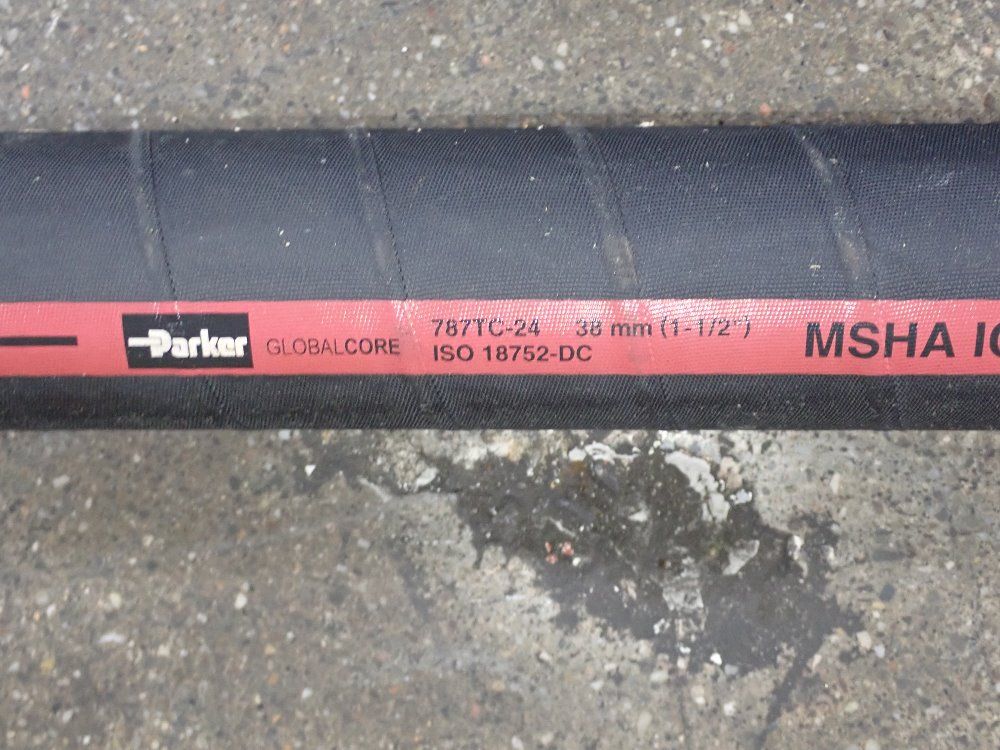 Parker GLOBALCORE
787TC-24 38 mm (1-1/2")
ISO 18752-DC
MSHA